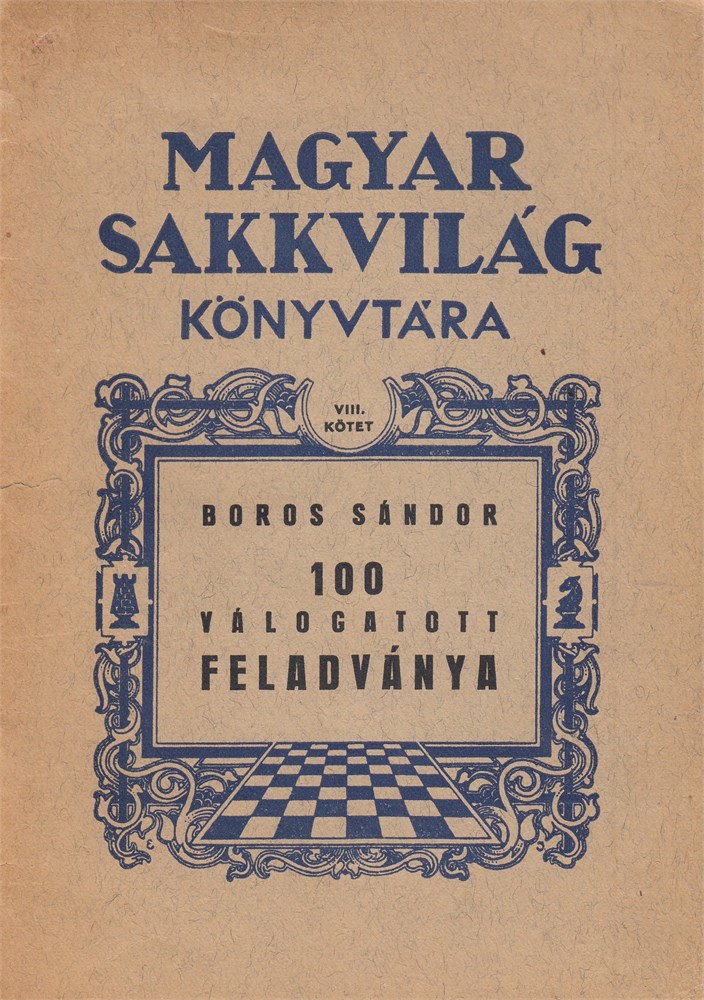 MAGYAR
SAKKVILÁG
KÖNYVTÁRA
VIII.
KÖTET
BOROS SÁNDOR
100
VÁLOGATOTT
FELADVÁNYA